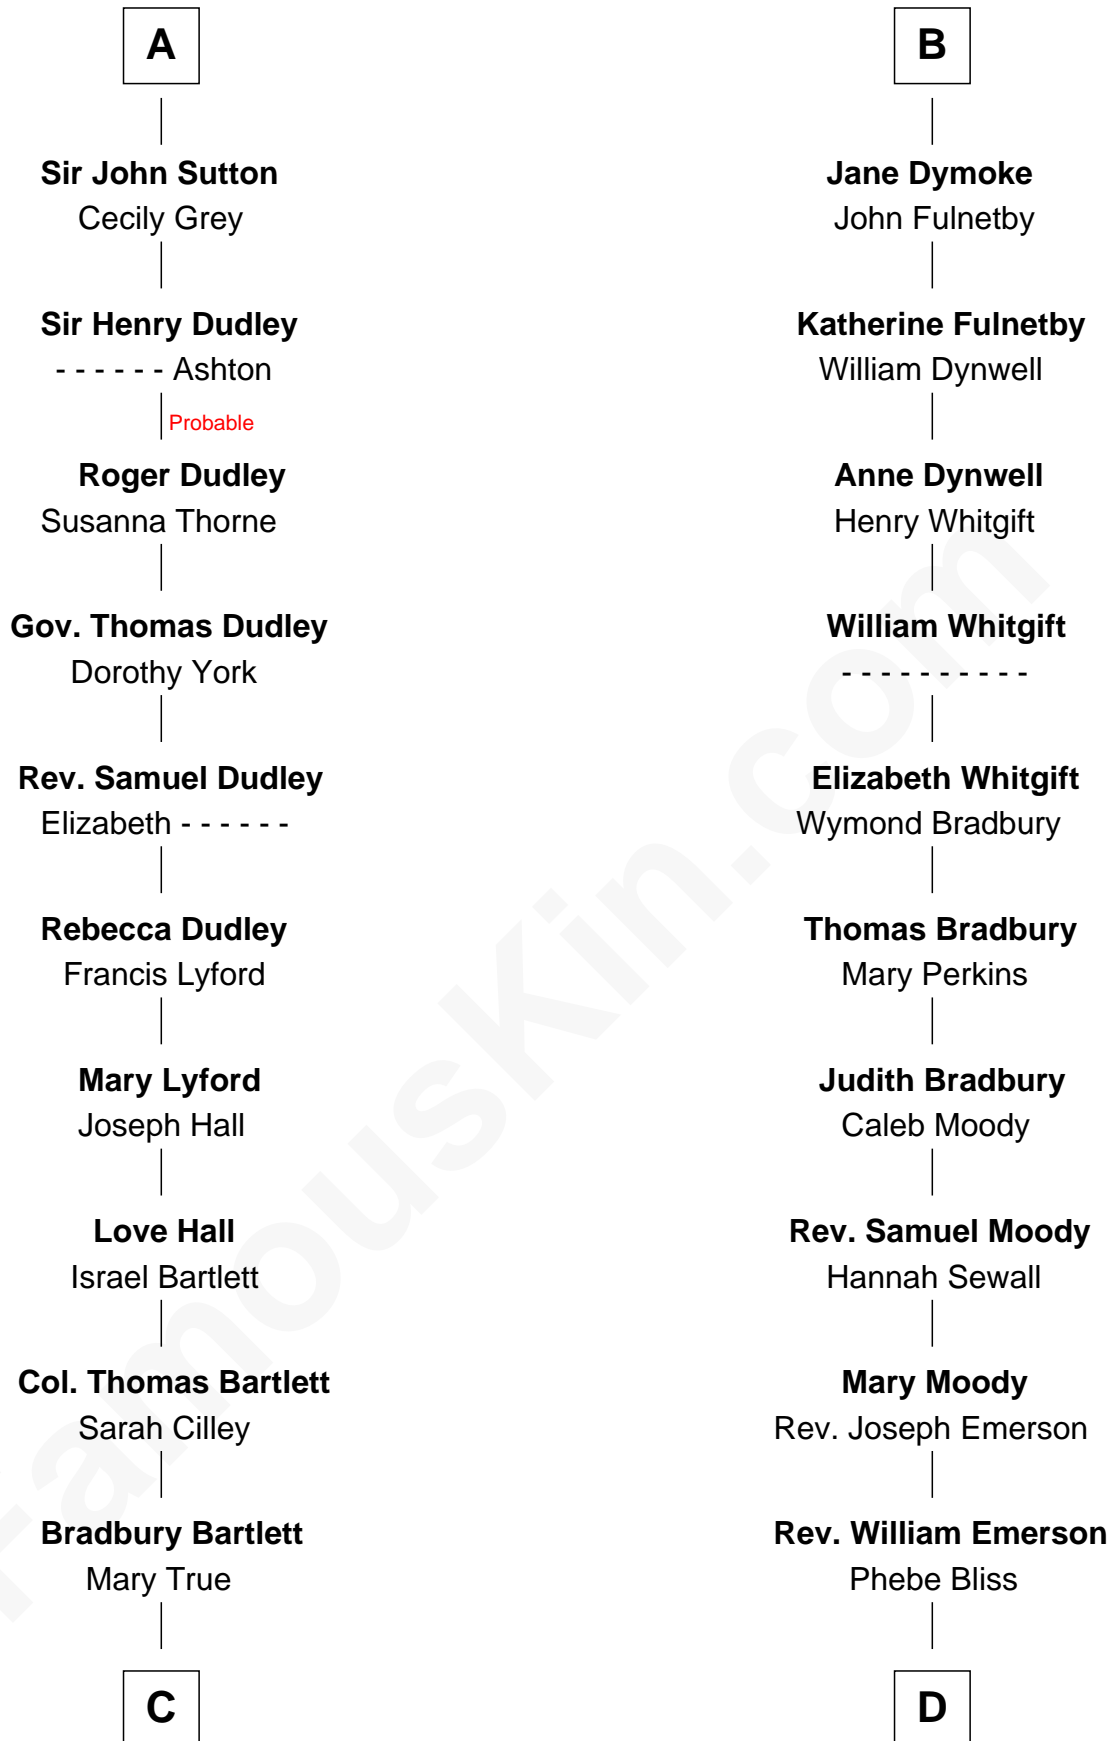 A
Sir John Sutton
Cecily Grey
Sir Henry Dudley
- - - - - - Ashton
Probable
Roger Dudley
Susanna Thorne
Gov. Thomas Dudley
Dorothy York
Rev. Samuel Dudley
Elizabeth - - - - - -
Rebecca Dudley
Francis Lyford
Mary Lyford
Joseph Hall
Love Hall
Israel Bartlett
Col. Thomas Bartlett
Sarah Cilley
Bradbury Bartlett
Mary True
C
B
Jane Dymoke
John Fulnetby
Katherine Fulnetby
William Dynwell
Anne Dynwell
Henry Whitgift
William Whitgift
- - - - - - - - - -
Elizabeth Whitgift
Wymond Bradbury
Thomas Bradbury
Mary Perkins
Judith Bradbury
Caleb Moody
Rev. Samuel Moody
Hannah Sewall
Mary Moody
Rev. Joseph Emerson
Rev. William Emerson
Phebe Bliss
D
FamousKin.com